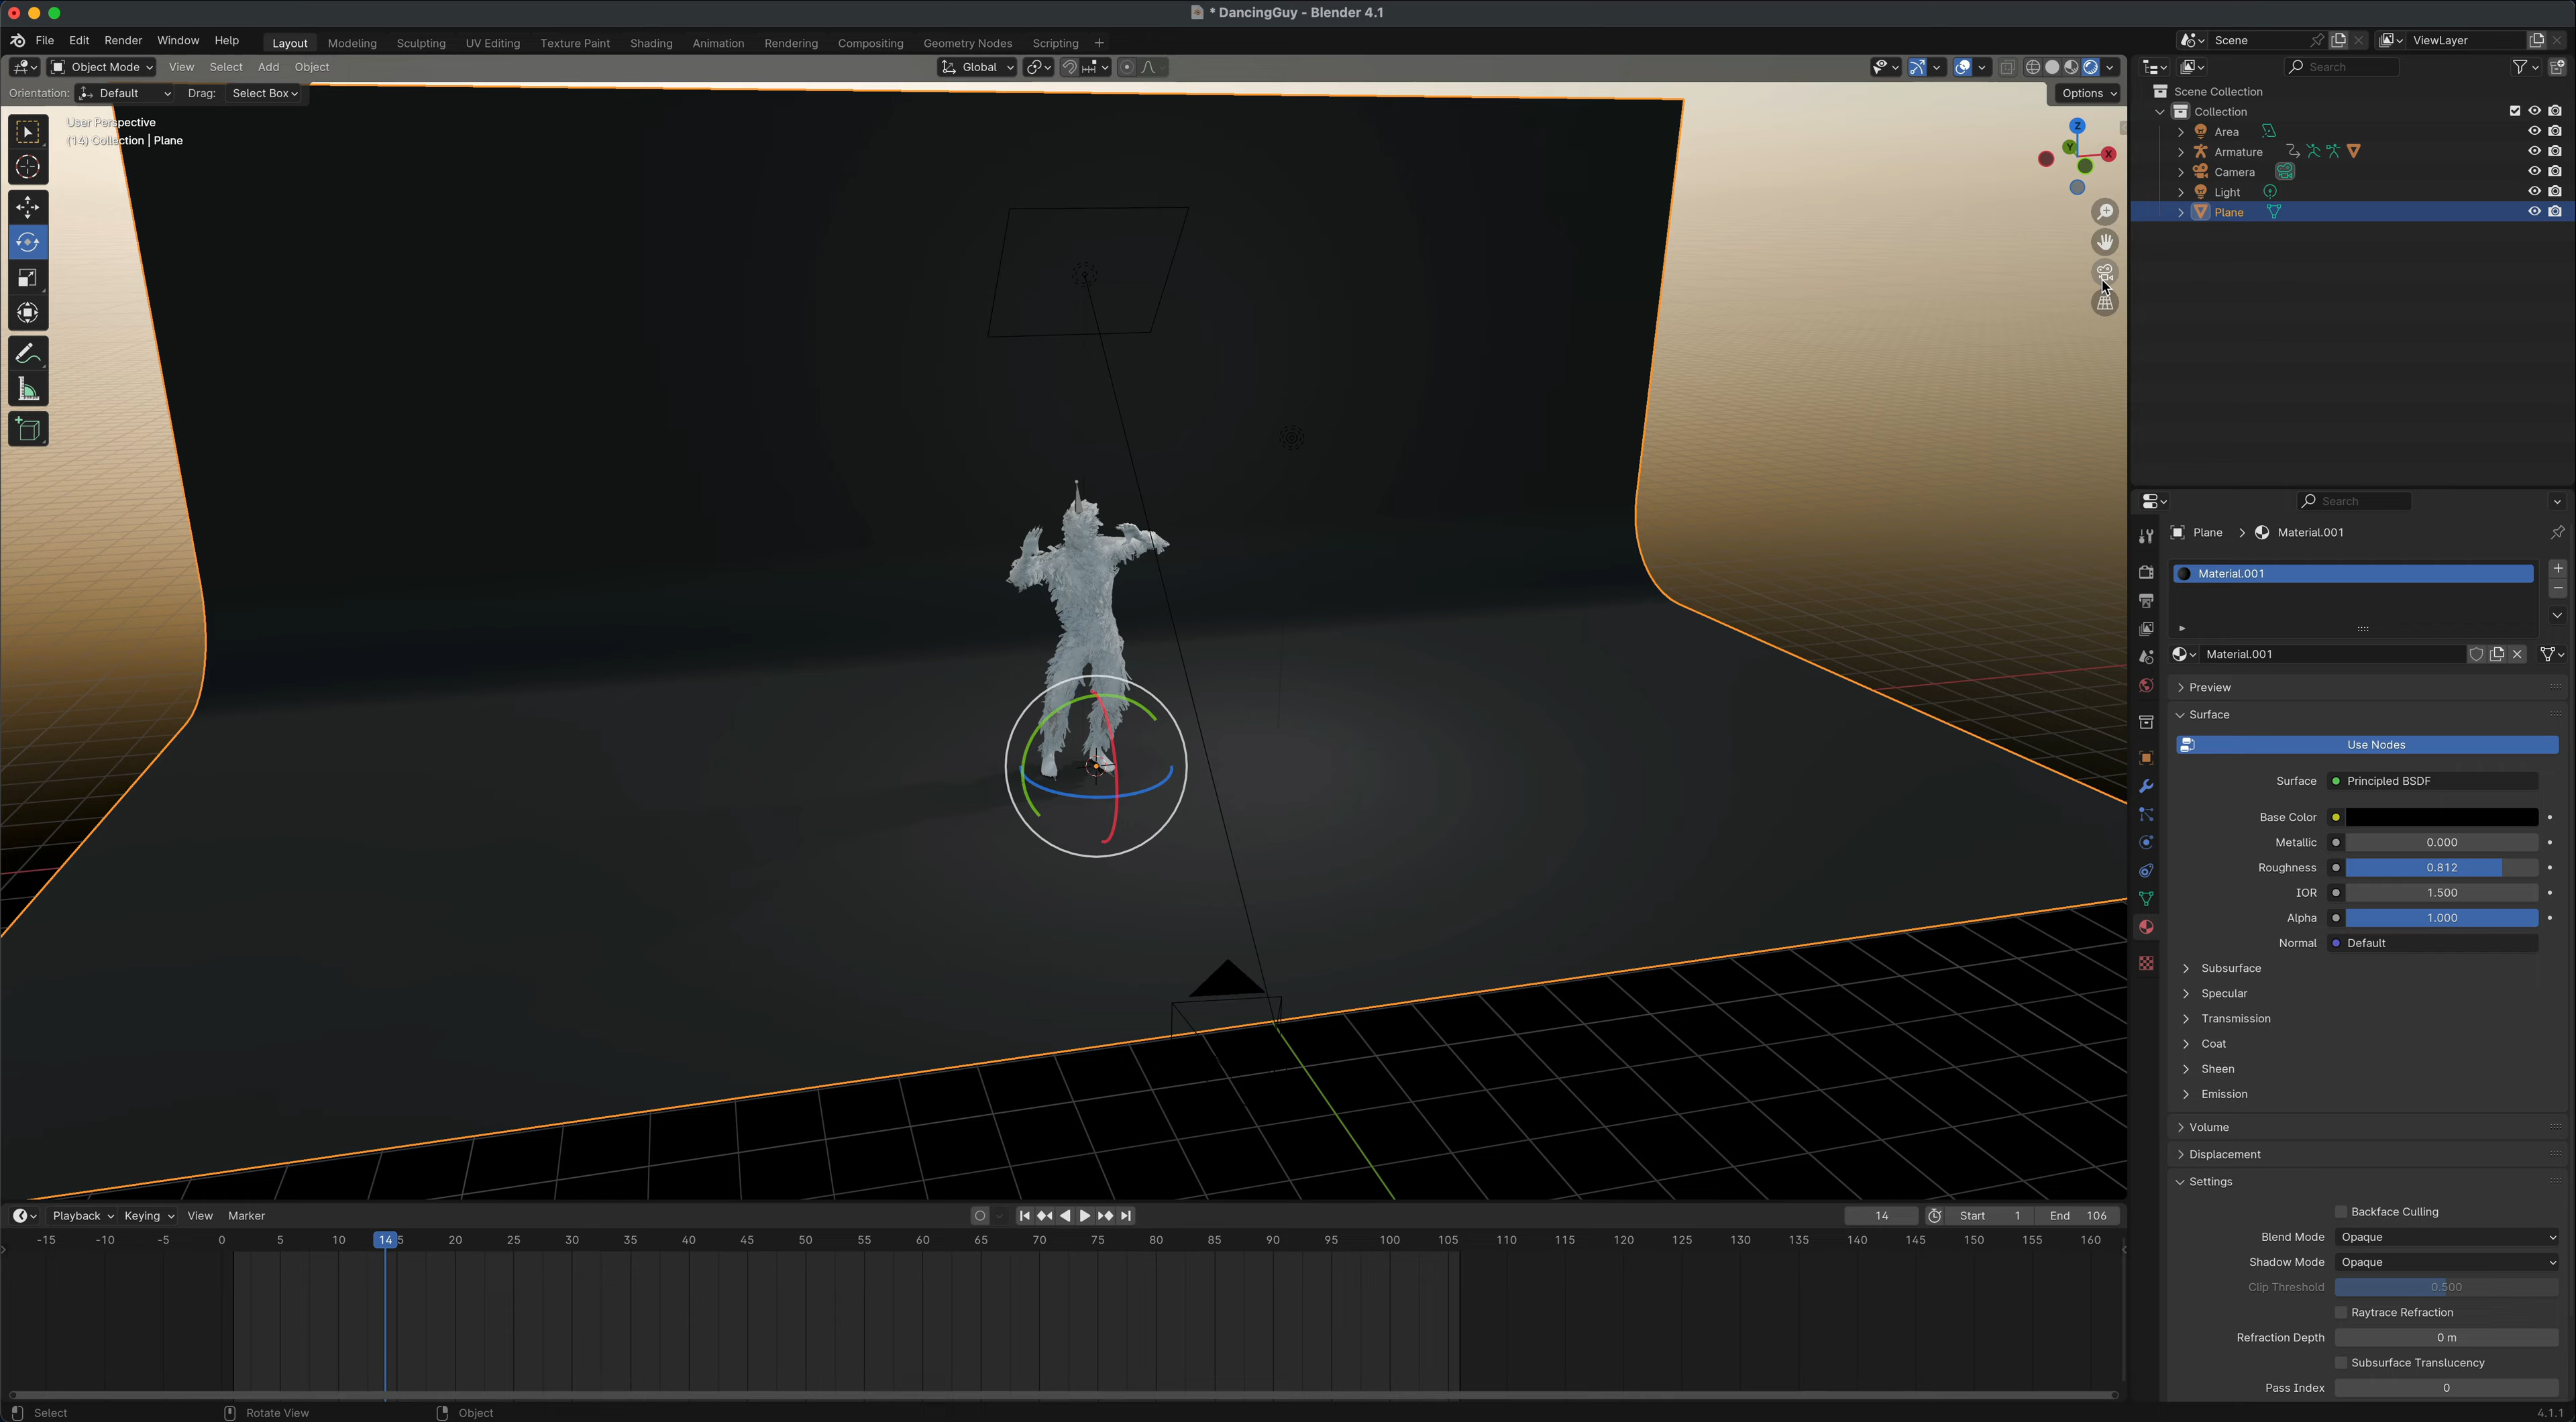 * DancingGuy - Blender 4.1
File Edit Render Window Help Layout Modeling Sculpting UV Editing Texture Paint Shading Animation Rendering Compositing Geometry Nodes Scripting + Scene ViewLayer
Object Mode View Select Add Object Global Search
Orientation: Default Drag: Select Box Options
User Perspective
(14) Collection | Plane
Z
Y
X
Scene Collection
Collection
Area
Armature
Camera
Light
Plane
Search
Plane > Material.001
Material.001
Material.001
Preview
Surface
Use Nodes
Surface Principled BSDF
Base Color
Metallic 0.000
Roughness 0.812
IOR 1.500
Alpha 1.000
Normal Default
Subsurface
Specular
Transmission
Coat
Sheen
Emission
Volume
Displacement
Settings
Backface Culling
Blend Mode Opaque
Shadow Mode Opaque
Clip Threshold 0.500
Raytrace Refraction
Refraction Depth 0 m
Subsurface Translucency
Pass Index 0
Playback Keying View Marker 14 Start 1 End 106
-15 -10 -5 0 5 10 14 5 20 25 30 35 40 45 50 55 60 65 70 75 80 85 90 95 100 105 110 115 120 125 130 135 140 145 150 155 160
Select Rotate View Object 4.1.1